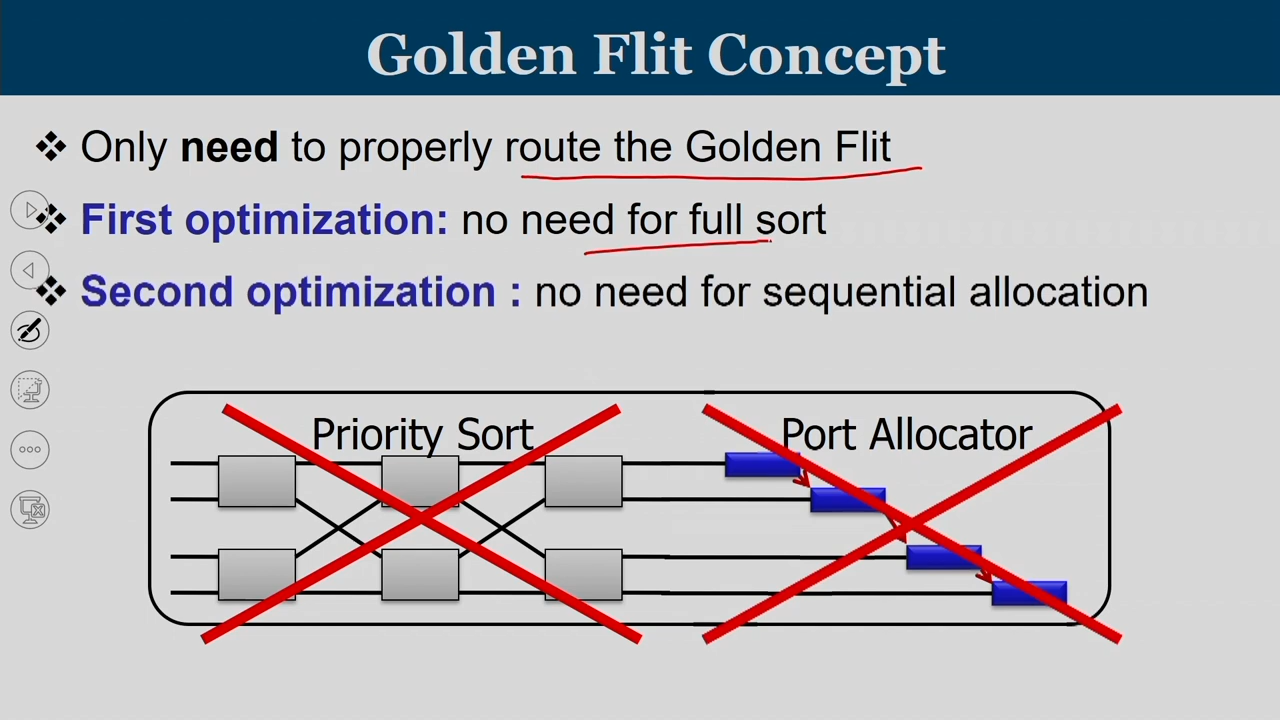 Golden Flit Concept
❖ Only need to properly route the Golden Flit
❖ First optimization: no need for full sort
❖ Second optimization : no need for sequential allocation
Priority Sort
Port Allocator